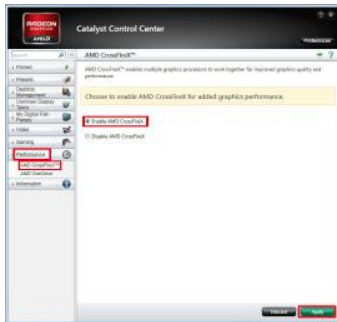 RADEON
GRAPHICS
AMD
Catalyst Control Center
Preferences
Search
AMD CrossFireX™
Pinned
AMD CrossFireX™ enables multiple graphics processors to work together for improved graphics quality and
performance.
Presets
Desktop
Management
Common Display
Tasks
My Digital Flat-
Panels
Video
Gaming
Performance
AMD CrossFireX™
AMD OverDrive
Information
Choose to enable AMD CrossFireX for added graphics performance.
Enable AMD CrossFireX
Disable AMD CrossFireX
Discard
Apply